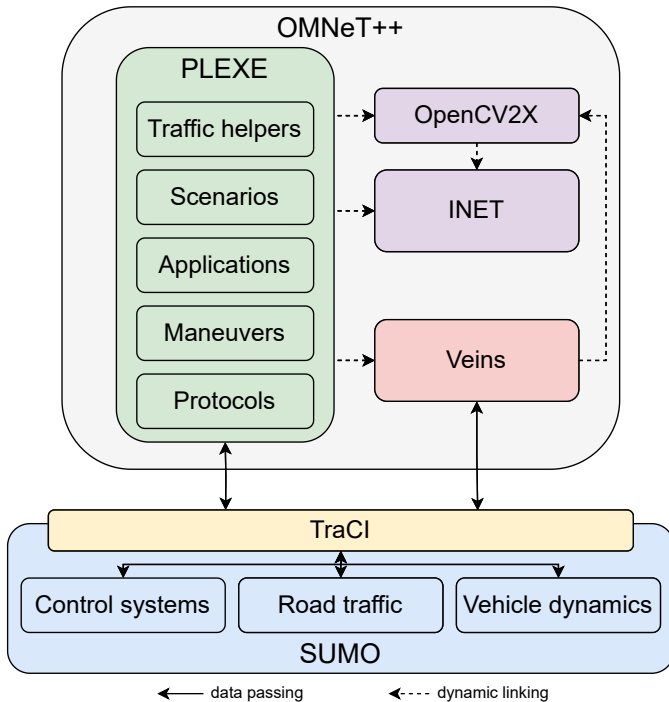 OMNeT++
PLEXE
Traffic helpers
Scenarios
Applications
Maneuvers
Protocols
OpenCV2X
INET
Veins
TraCI
Control systems
Road traffic
Vehicle dynamics
SUMO
data passing
dynamic linking